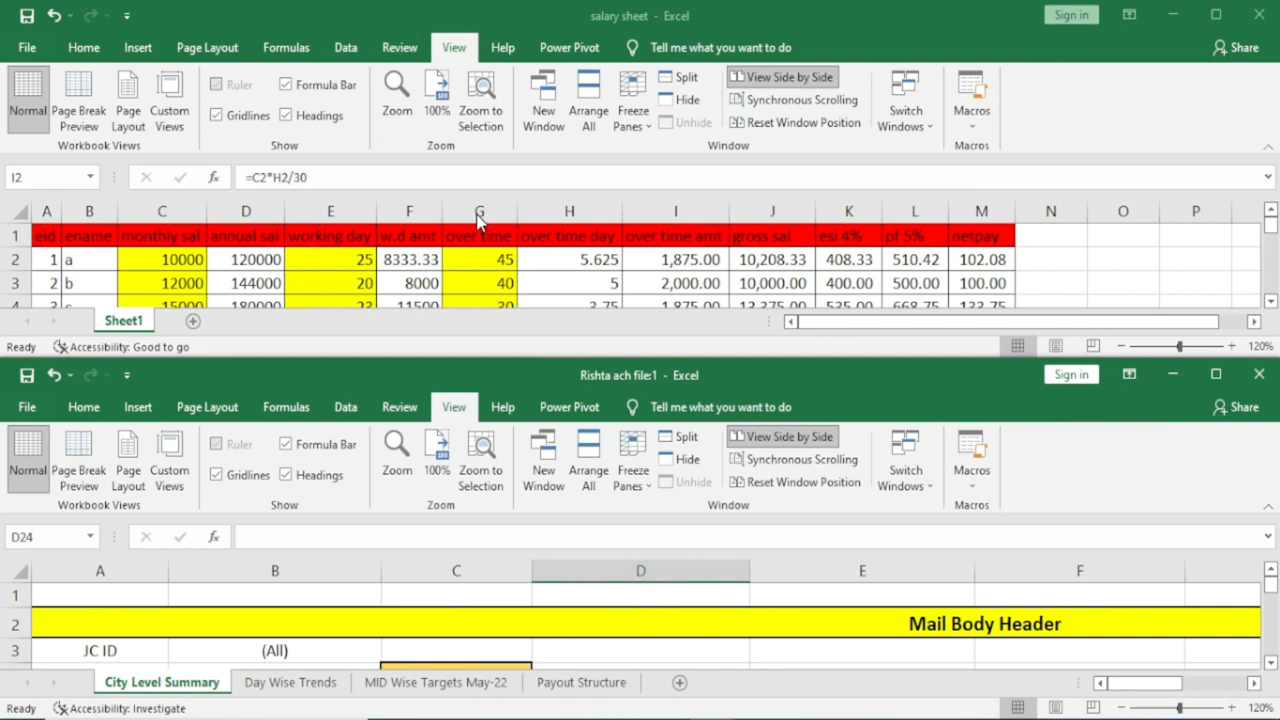 salary sheet - Excel
Sign in
File Home Insert Page Layout Formulas Data Review View Help Power Pivot Tell me what you want to do Share
Normal Page Break Preview Page Layout Custom Views
Workbook Views
Ruler Formula Bar
Gridlines Headings
Show
Zoom 100% Zoom to Selection
Zoom
New Window Arrange All Freeze Panes
Split
Hide
Unhide
View Side by Side
Synchronous Scrolling
Reset Window Position
Switch Windows
Window
Macros
Macros
I2 fx =C2*H2/30
A B C D E F G H I J K L M N O P
1 eid ename monthly sal annual sal working day w.d amt over time over time day over time amt gross sal esi 4% pf 5% netpay
2 1 a 10000 120000 25 8333.33 45 5.625 1,875.00 10,208.33 408.33 510.42 102.08
3 2 b 12000 144000 20 8000 40 5 2,000.00 10,000.00 400.00 500.00 100.00
4 3 c 15000 180000 23 11500 30 3.75 1,875.00 13,375.00 535.00 668.75 133.75
Sheet1
Ready Accessibility: Good to go 120%
Rishta ach file:1 - Excel
Sign in
File Home Insert Page Layout Formulas Data Review View Help Power Pivot Tell me what you want to do Share
Normal Page Break Preview Page Layout Custom Views
Workbook Views
Ruler Formula Bar
Gridlines Headings
Show
Zoom 100% Zoom to Selection
Zoom
New Window Arrange All Freeze Panes
Split
Hide
Unhide
View Side by Side
Synchronous Scrolling
Reset Window Position
Switch Windows
Window
Macros
Macros
D24 fx
A B C D E F
1
2 Mail Body Header
3 JC ID (All)
City Level Summary Day Wise Trends MID Wise Targets May-22 Payout Structure
Ready Accessibility: Investigate 120%